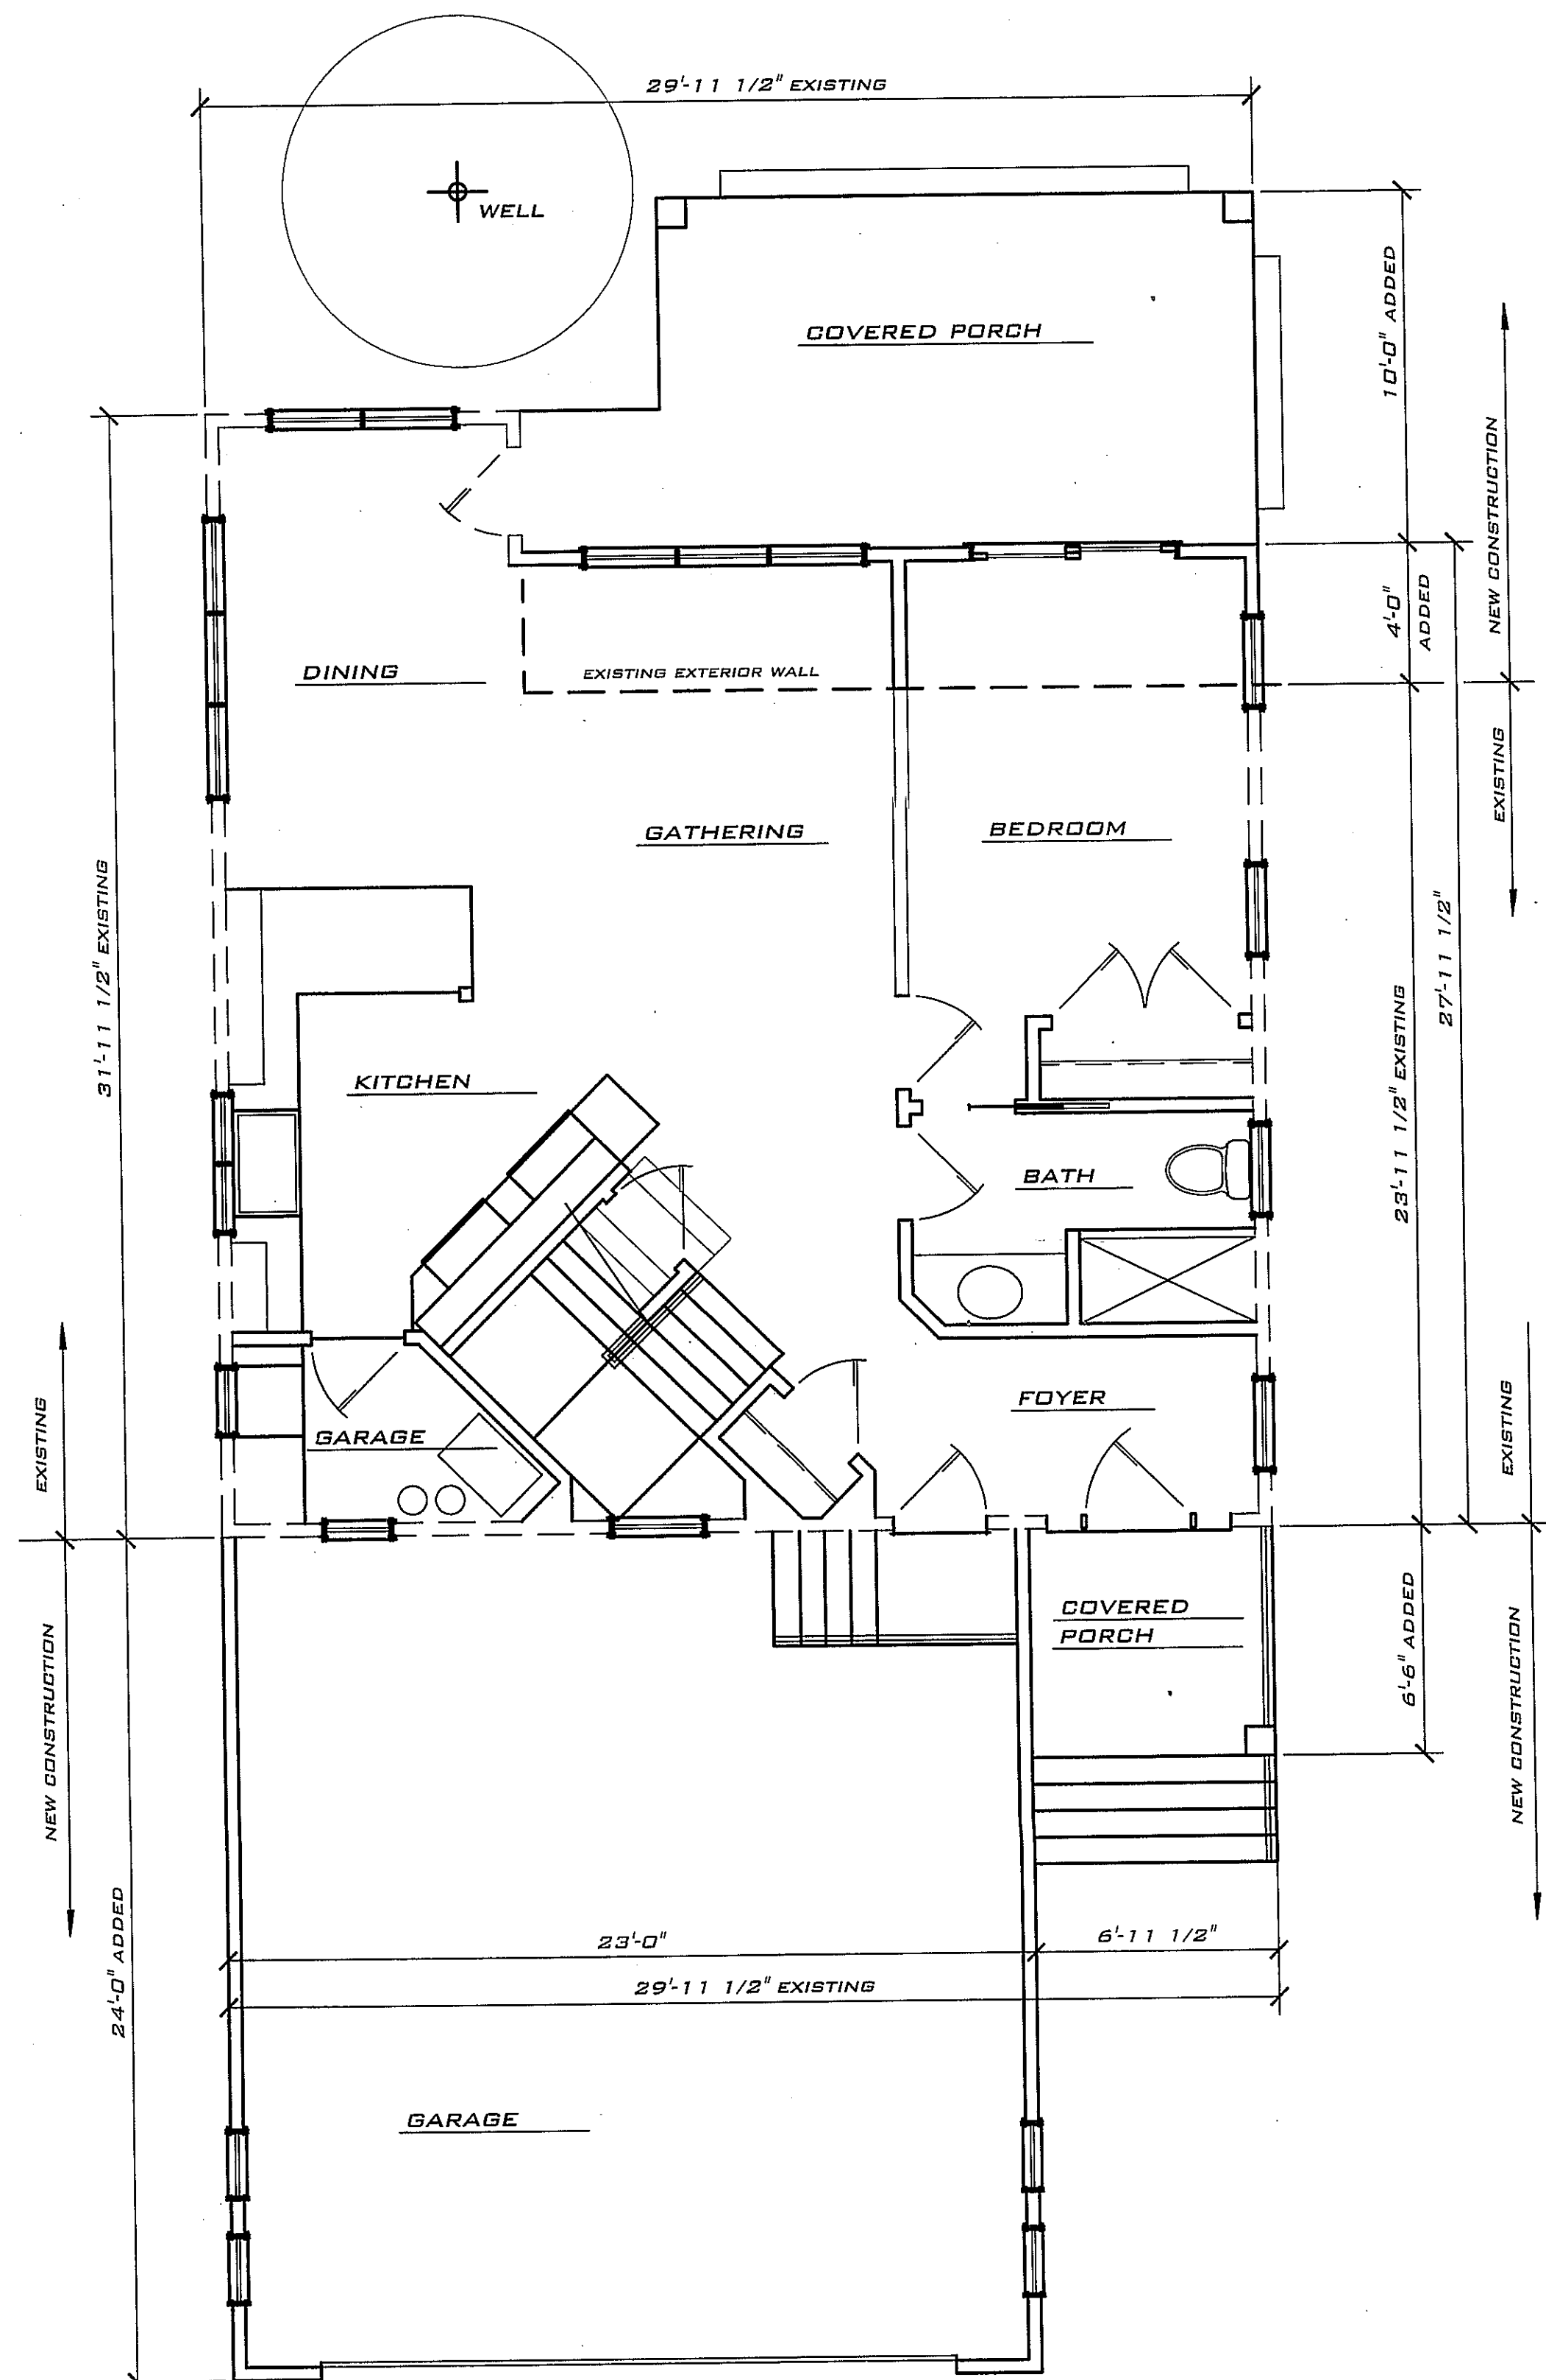 29'-11 1/2" EXISTING
WELL
COVERED PORCH
10'-0" ADDED
NEW CONSTRUCTION
4'-0"
ADDED
DINING
EXISTING EXTERIOR WALL
EXISTING
GATHERING
BEDROOM
31'-11 1/2" EXISTING
27'-11 1/2"
23'-11 1/2" EXISTING
KITCHEN
BATH
FOYER
GARAGE
EXISTING
EXISTING
COVERED
PORCH
6'-6" ADDED
NEW CONSTRUCTION
NEW CONSTRUCTION
24'-0" ADDED
23'-0"
6'-11 1/2"
29'-11 1/2" EXISTING
GARAGE